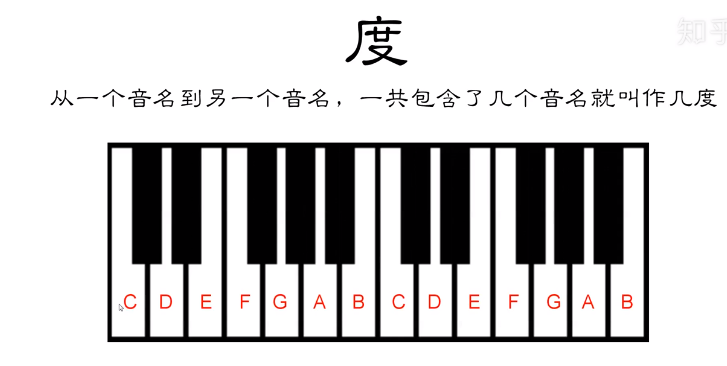 知乎
度
从一个音名到另一个音名，一共包含了几个音名就叫作几度
C D E F G A B C D E F G A B